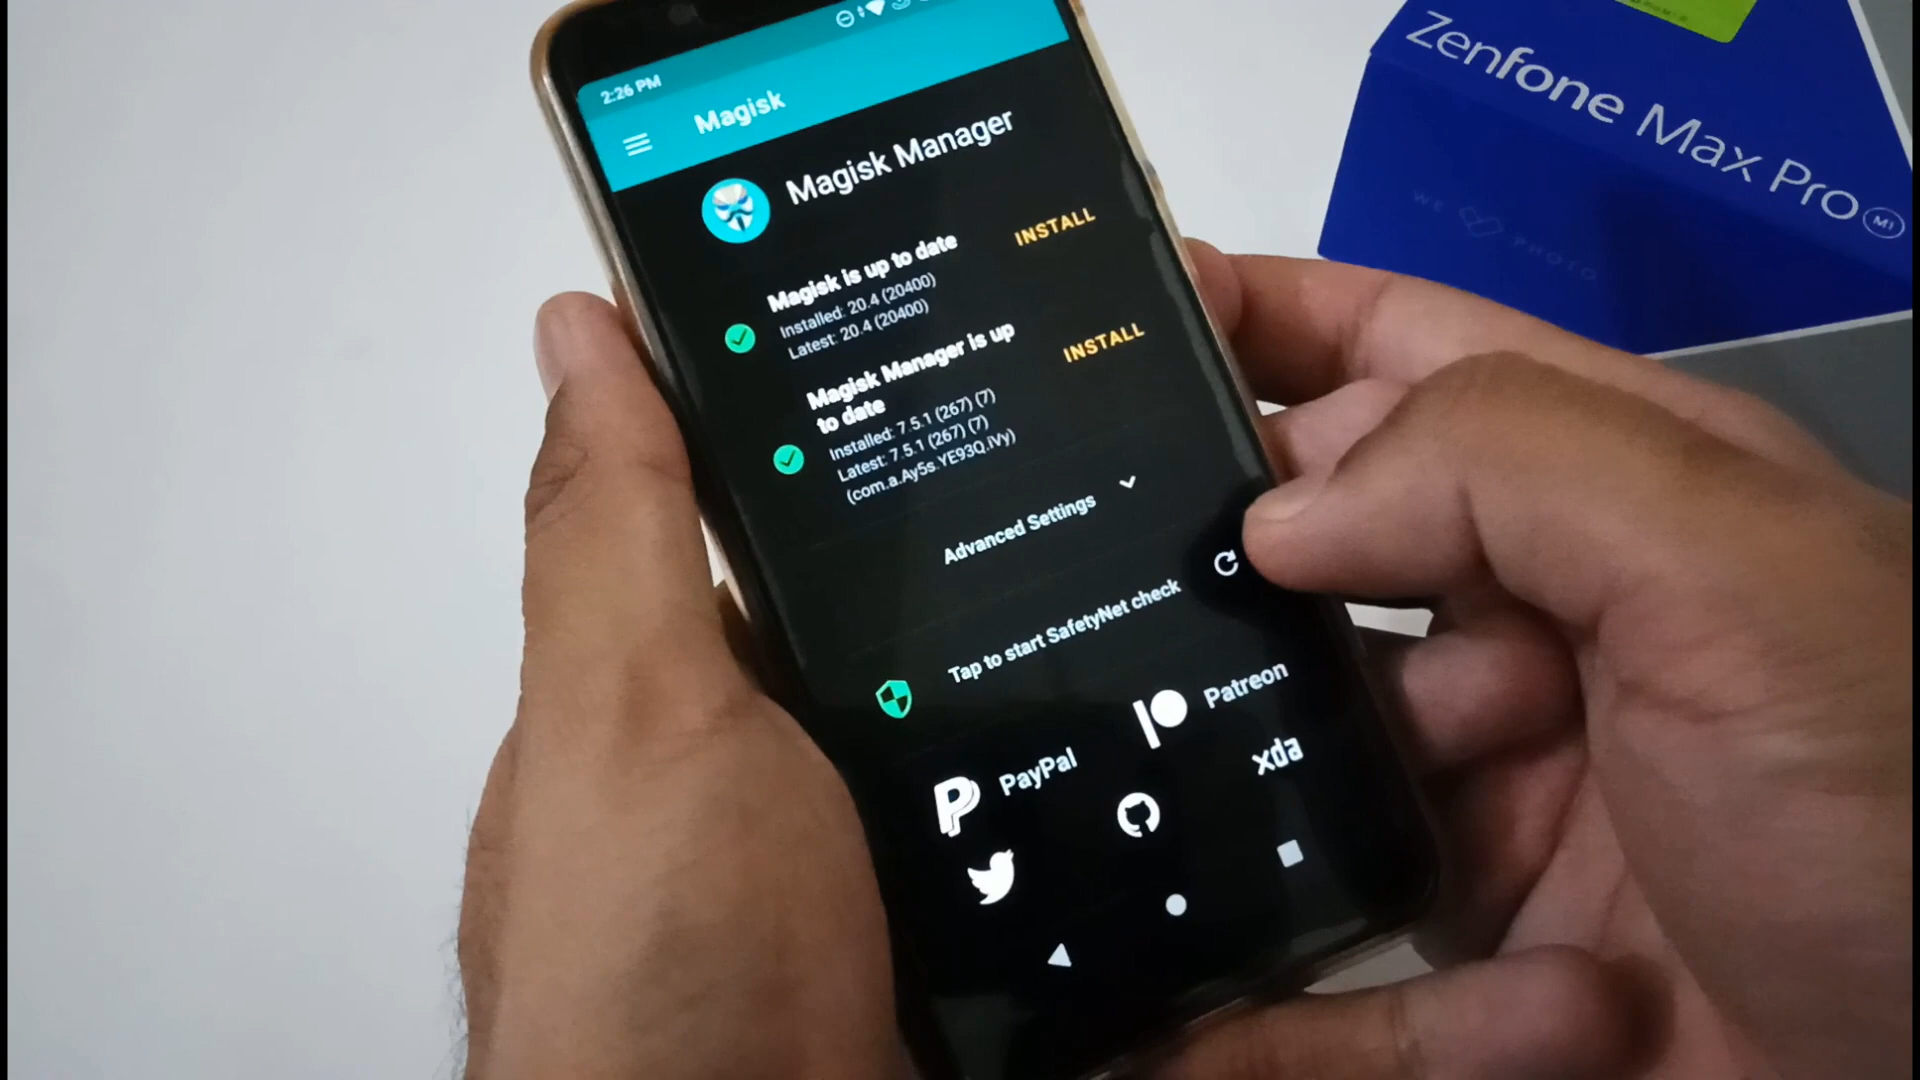 2:26 PM
Magisk
Magisk Manager
Magisk is up to date
Installed: 20.4 (20400)
Latest: 20.4 (20400)
INSTALL
Magisk Manager is up
to date
Installed: 7.5.1 (267) (7)
Latest: 7.5.1 (267) (7)
(com.a.Ay5s.YE93Q.iVy)
INSTALL
Advanced Settings
Tap to start SafetyNet check
PayPal
Patreon
xda
Zenfone Max Pro M1
WE PHOTO